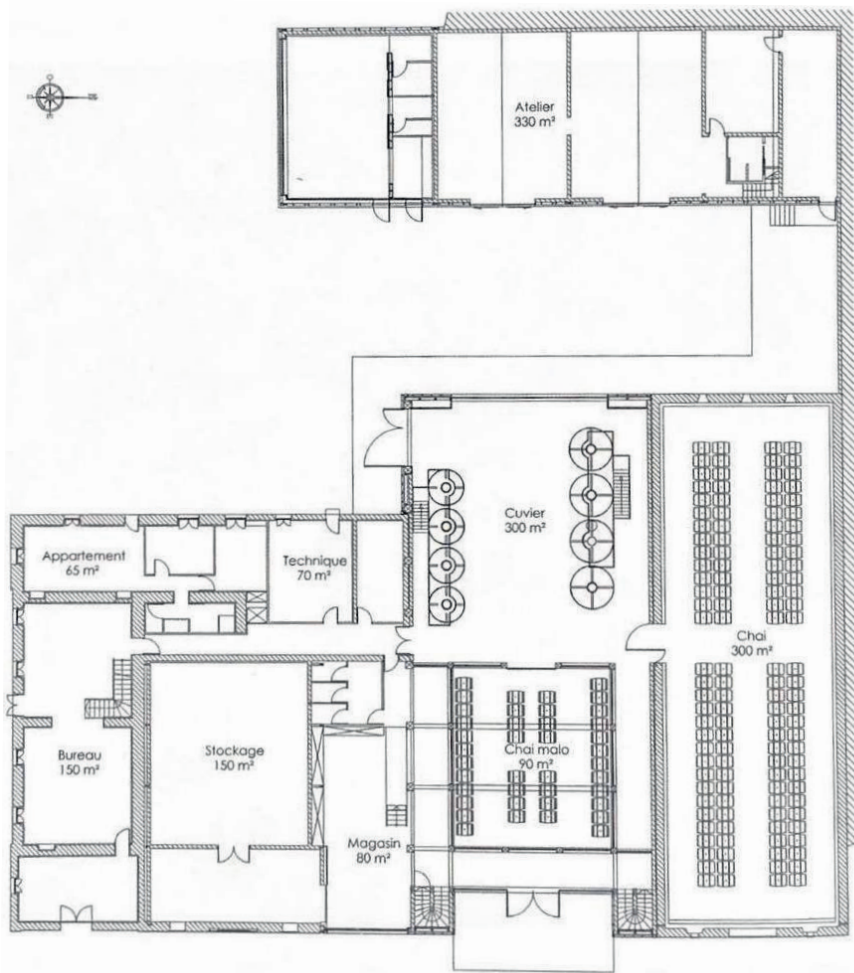 Atelier
330 m²
Cuvier
300 m²
Appartement
65 m²
Technique
70 m²
Chai
300 m²
Bureau
150 m²
Stockage
150 m²
Chai malo
90 m²
Magasin
80 m²